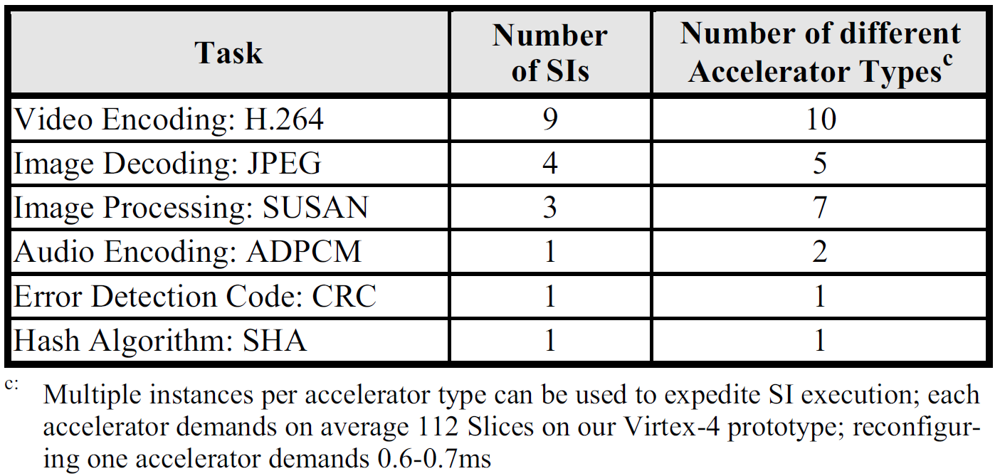 Task Number of SIs Number of different Accelerator Typesᶜ
Video Encoding: H.264 9 10
Image Decoding: JPEG 4 5
Image Processing: SUSAN 3 7
Audio Encoding: ADPCM 1 2
Error Detection Code: CRC 1 1
Hash Algorithm: SHA 1 1
c: Multiple instances per accelerator type can be used to expedite SI execution; each
accelerator demands on average 112 Slices on our Virtex-4 prototype; reconfigur-
ing one accelerator demands 0.6-0.7ms